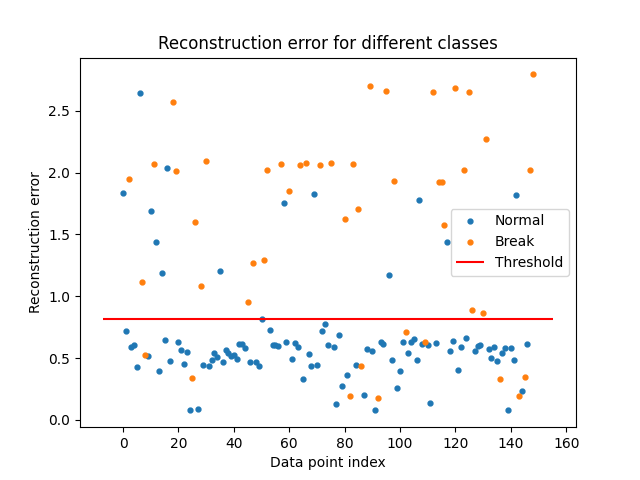 Reconstruction error for different classes
Reconstruction error
2.5
2.0
1.5
1.0
0.5
0.0
Normal
Break
Threshold
0 20 40 60 80 100 120 140 160
Data point index